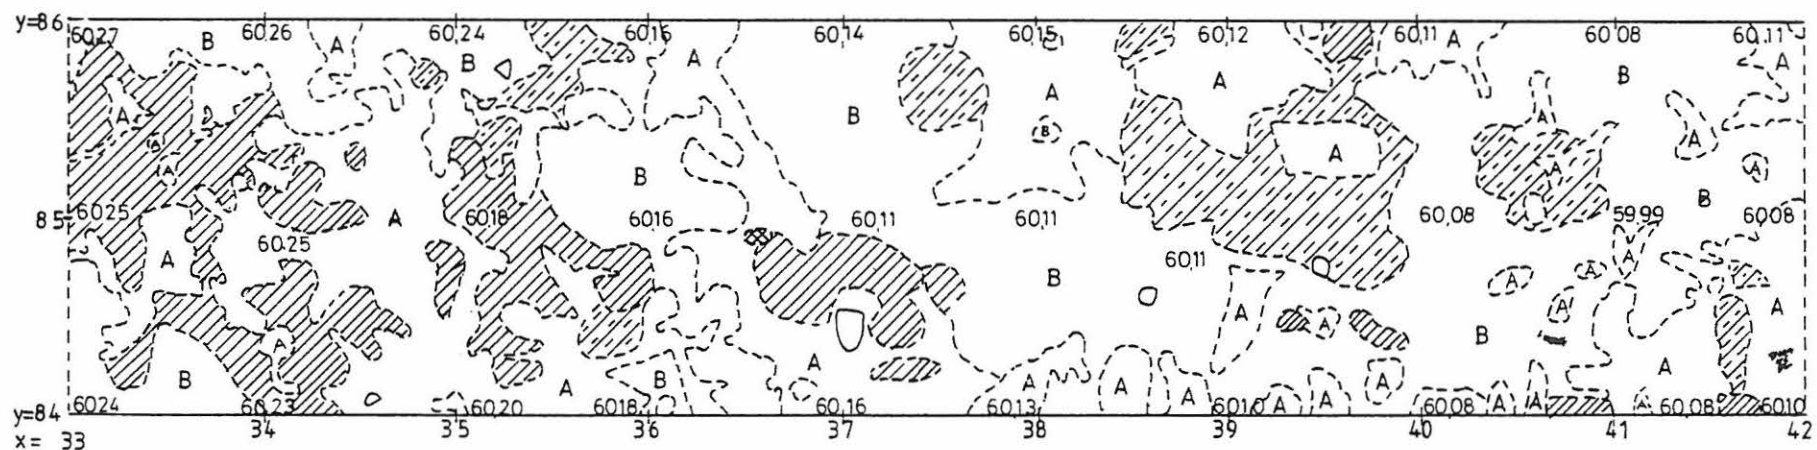 y=86
60,27 B 60,26 A 60,24 60,16 60,14 60,15 60,12 60,11 A 60,08 60,11
B A A B A
A B A
A B B A A A
A A B A A A
A B B
85 60,25 A 60,18 60,16 60,11 60,11 60,08 59,99 60,08
60,25
A 60,11 A
B A A
A A A A
A A B
A A
B A B A A A A A
A A A A A A
y=84 60,24 60,23 60,20 60,18 60,16 60,13 60,10 60,08 60,08 60,10
x= 33 34 35 36 37 38 39 40 41 42